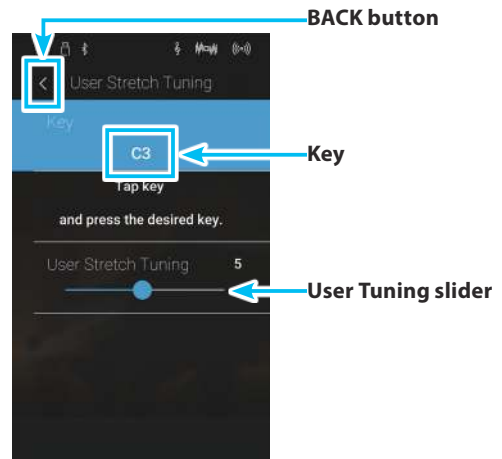 BACK button
User Stretch Tuning
Key
C3
Key
Tap key
and press the desired key.
User Stretch Tuning 5
User Tuning slider